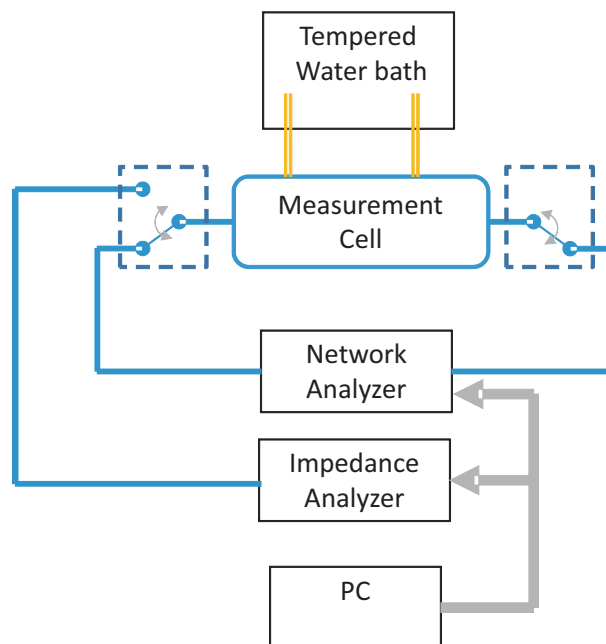 Tempered
Water bath
Measurement
Cell
Network
Analyzer
Impedance
Analyzer
PC